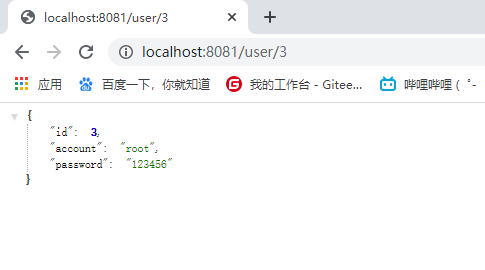 localhost:8081/user/3
localhost:8081/user/3
应用 百度一下，你就知道 我的工作台 - Gitee... 哔哩哔哩 ( ﾟ-
{
"id": 3,
"account": "root",
"password": "123456"
}